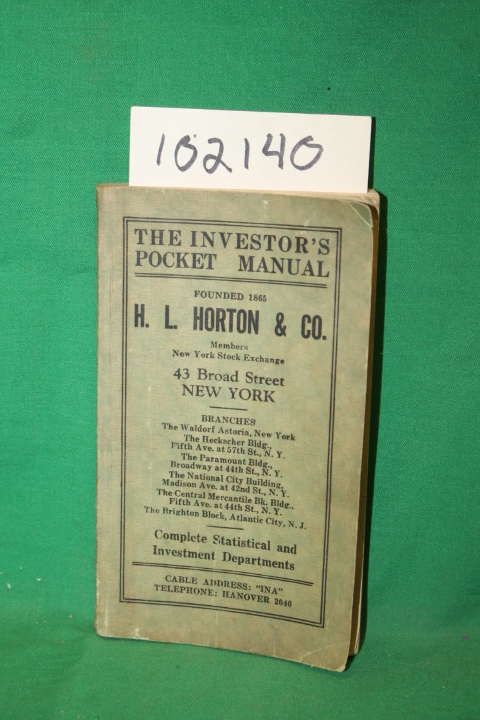 102140
THE INVESTOR'S
POCKET MANUAL
FOUNDED 1865
H. L. HORTON & CO.
Members
New York Stock Exchange
43 Broad Street
NEW YORK
BRANCHES
The Waldorf Astoria, New York
The Heckscher Bldg.,
Fifth Ave. at 57th St., N. Y.
The Paramount Bldg.,
Broadway at 44th St., N. Y.
The National City Building,
Madison Ave. at 42nd St., N. Y.
The Central Mercantile Bk. Bldg.,
Fifth Ave. at 44th St., N. Y.
The Brighton Block, Atlantic City, N. J.
Complete Statistical and
Investment Departments
CABLE ADDRESS: "INA"
TELEPHONE: HANOVER 2040